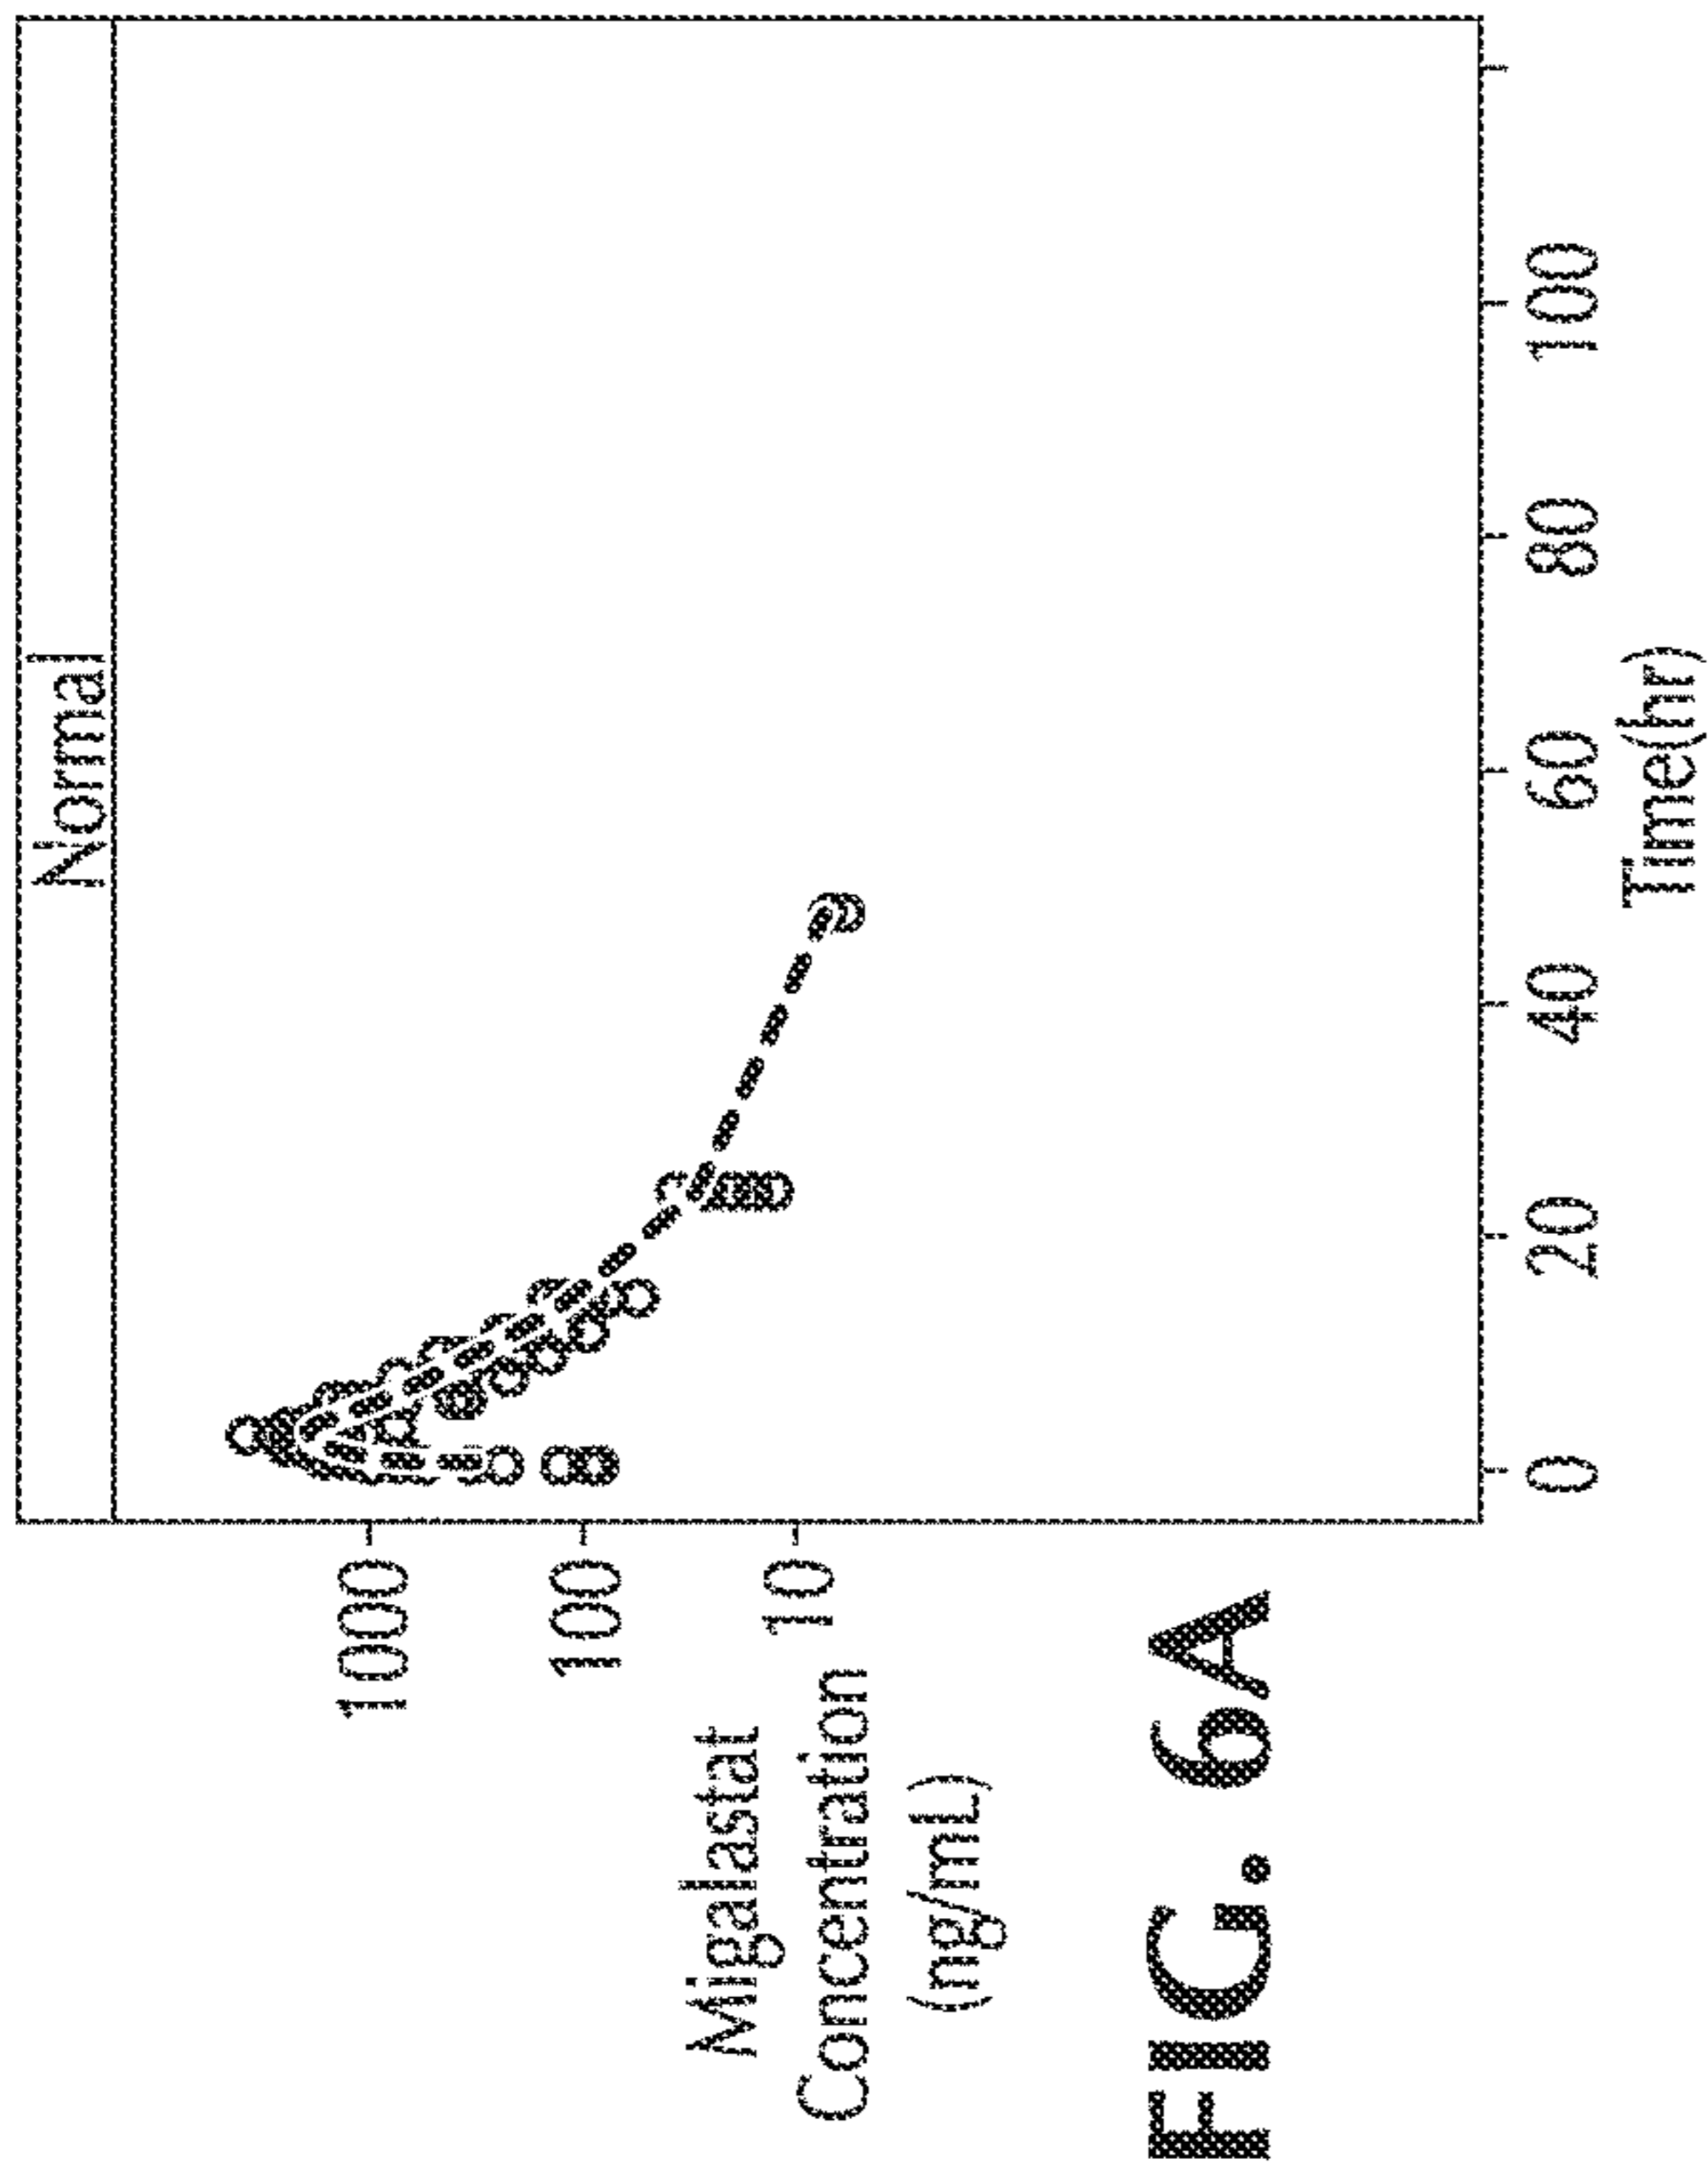 Normal
1000
100
10
Migalastat
Concentration
(ng/mL)
0 20 40 60 80 100
Time(hr)
FIG. 6A